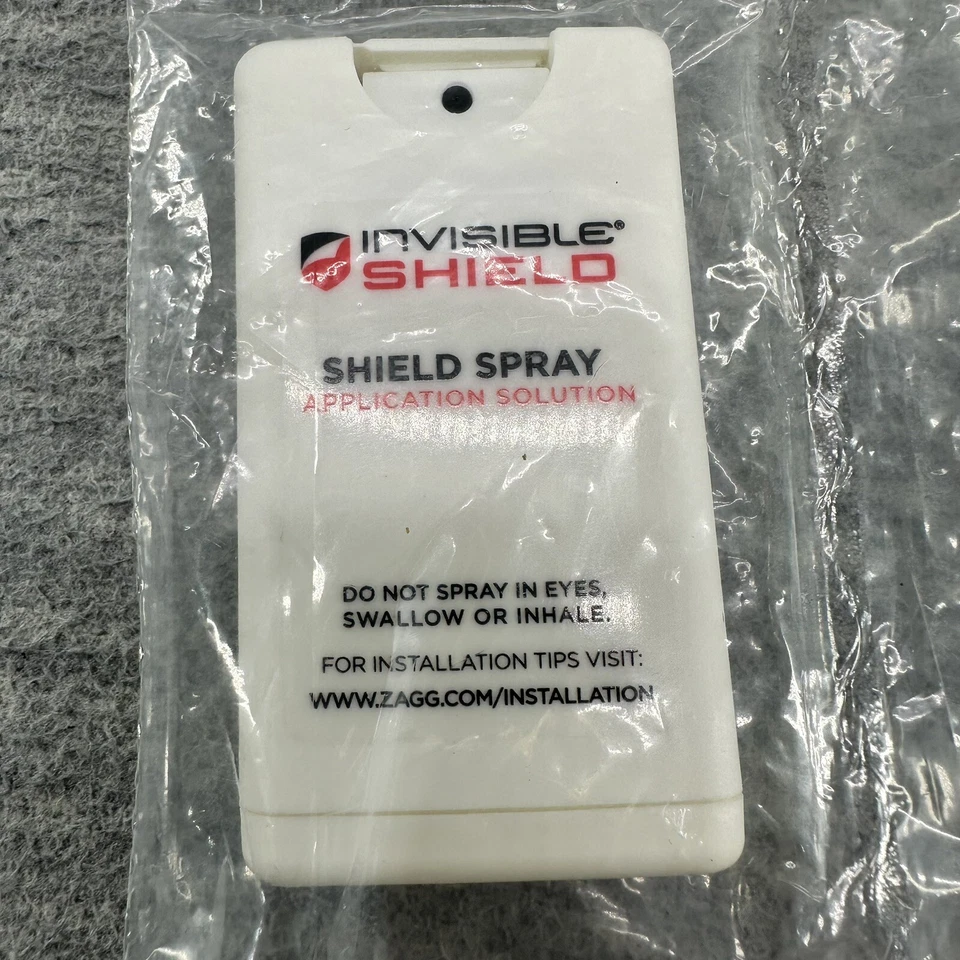 INVISIBLE®
SHIELD
SHIELD SPRAY
APPLICATION SOLUTION
DO NOT SPRAY IN EYES,
SWALLOW OR INHALE.
FOR INSTALLATION TIPS VISIT:
WWW.ZAGG.COM/INSTALLATION